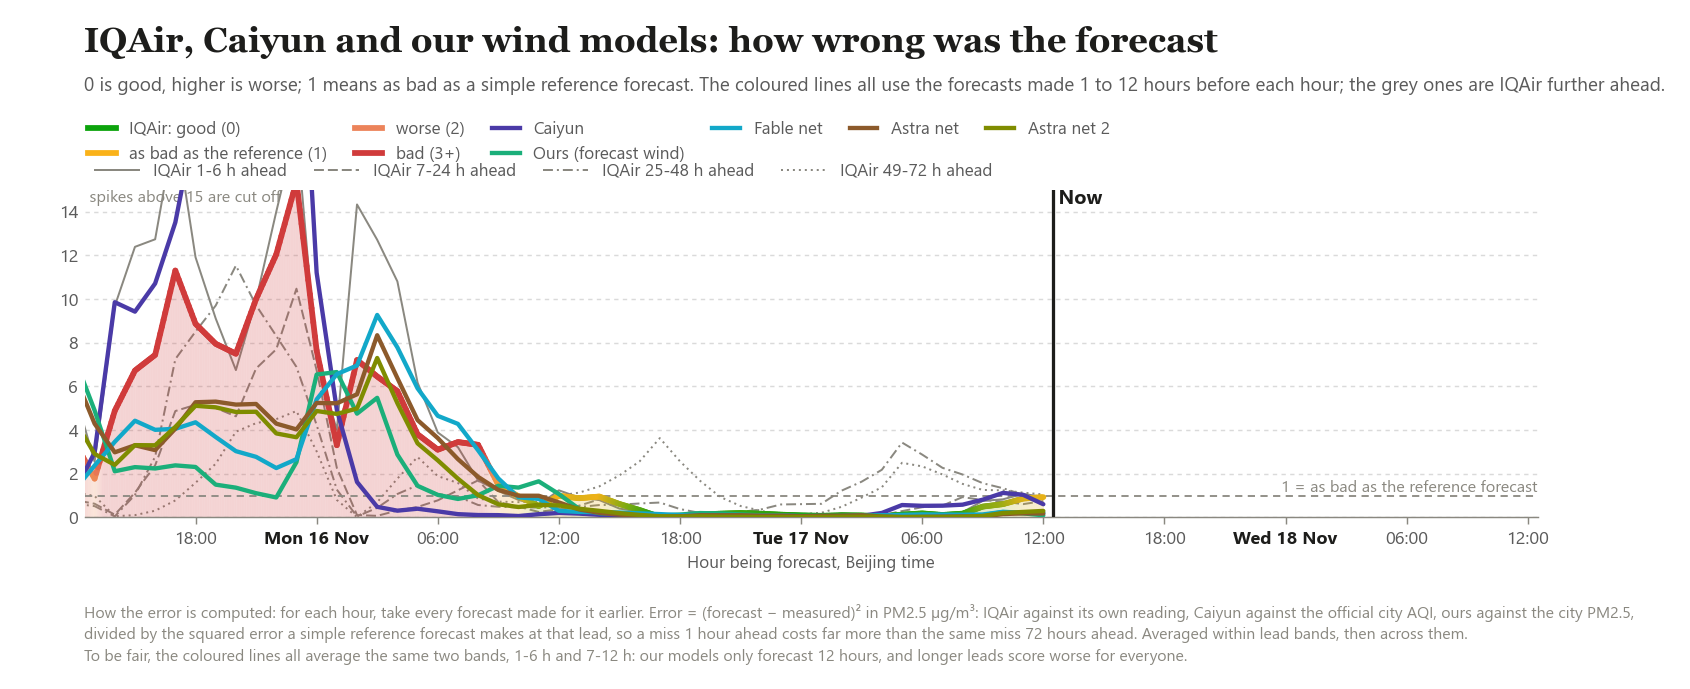 IQAir, Caiyun and our wind models: how wrong was the forecast
0 is good, higher is worse; 1 means as bad as a simple reference forecast. The coloured lines all use the forecasts made 1 to 12 hours before each hour; the grey ones are IQAir further ahead.
IQAir: good (0) worse (2) Caiyun Fable net Astra net Astra net 2
as bad as the reference (1) bad (3+) Ours (forecast wind)
IQAir 1-6 h ahead IQAir 7-24 h ahead IQAir 25-48 h ahead IQAir 49-72 h ahead
spikes above 15 are cut off
Now
14
12
10
8
6
4
2
0
1 = as bad as the reference forecast
18:00 Mon 16 Nov 06:00 12:00 18:00 Tue 17 Nov 06:00 12:00 18:00 Wed 18 Nov 06:00 12:00
Hour being forecast, Beijing time
How the error is computed: for each hour, take every forecast made for it earlier. Error = (forecast − measured)² in PM2.5 µg/m³: IQAir against its own reading, Caiyun against the official city AQI, ours against the city PM2.5,
divided by the squared error a simple reference forecast makes at that lead, so a miss 1 hour ahead costs far more than the same miss 72 hours ahead. Averaged within lead bands, then across them.
To be fair, the coloured lines all average the same two bands, 1-6 h and 7-12 h: our models only forecast 12 hours, and longer leads score worse for everyone.